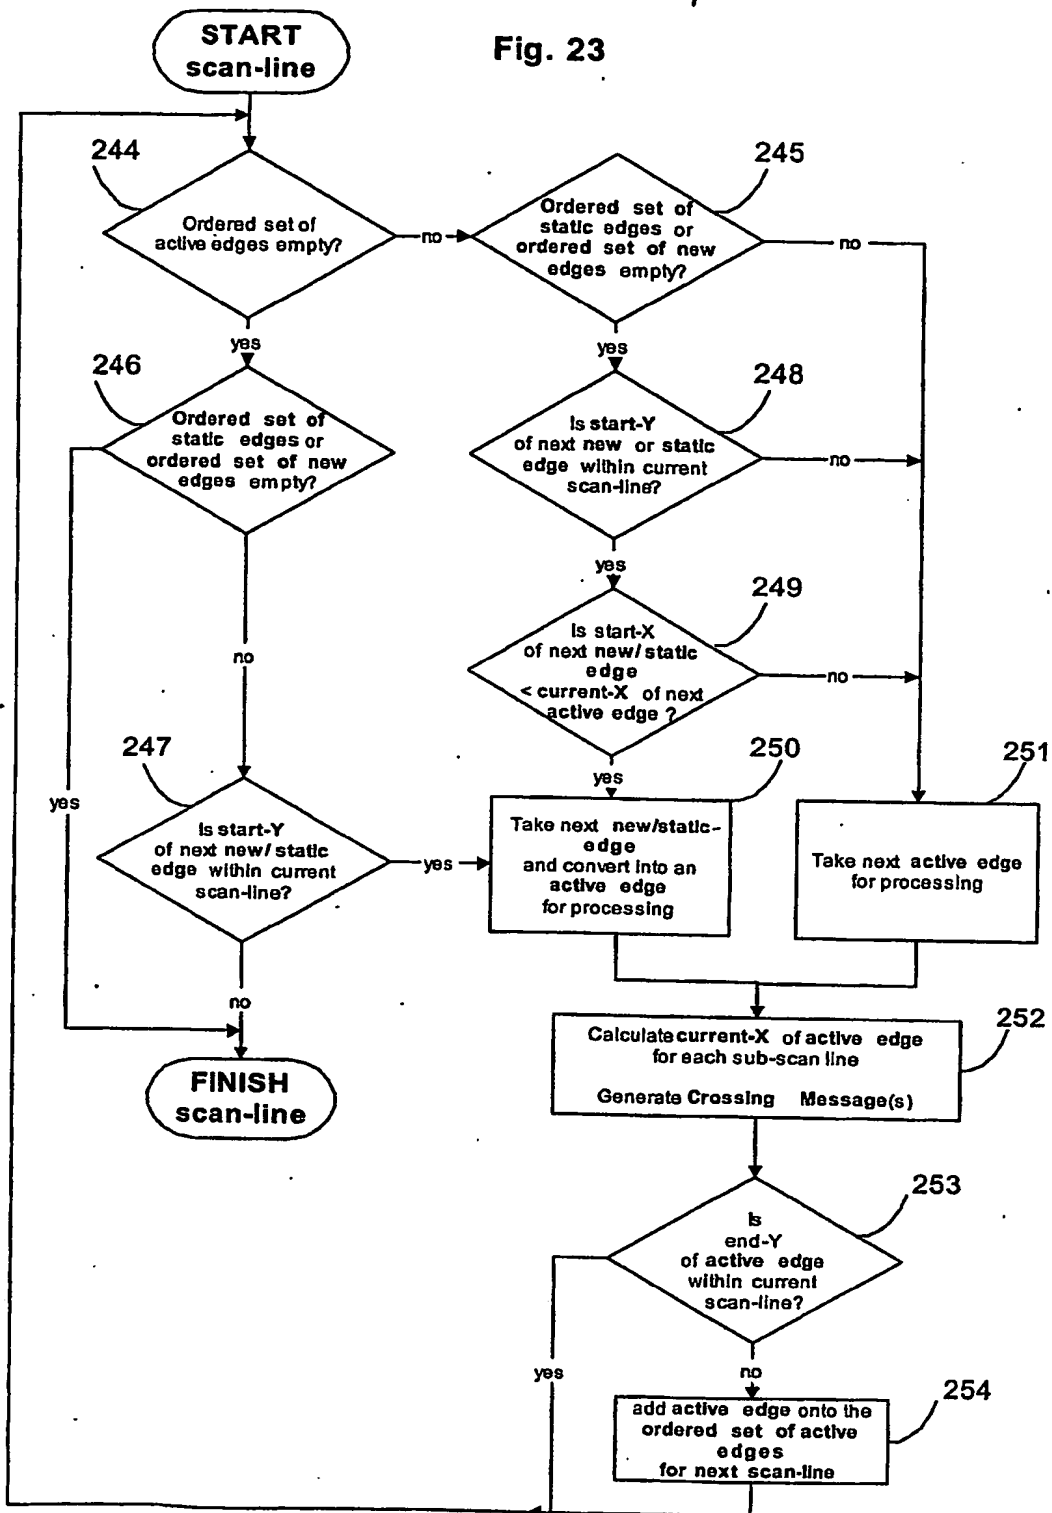 START
scan-line
Fig. 23
244
Ordered set of
active edges empty?
no
245
Ordered set of
static edges or
ordered set of new
edges empty?
no
yes
yes
246
Ordered set of
static edges or
ordered set of new
edges empty?
248
Is start-Y
of next new or static
edge within current
scan-line?
no
yes
no
249
Is start-X
of next new/static
edge
< current-X of next
active edge ?
no
yes
247
Is start-Y
of next new/static
edge within current
scan-line?
yes
yes
250
Take next new/static-
edge
and convert into an
active edge
for processing
251
Take next active edge
for processing
no
FINISH
scan-line
252
Calculate current-X of active edge
for each sub-scan line
Generate Crossing Message(s)
253
Is
end-Y
of active edge
within current
scan-line?
yes
no
254
add active edge onto the
ordered set of active
edges
for next scan-line